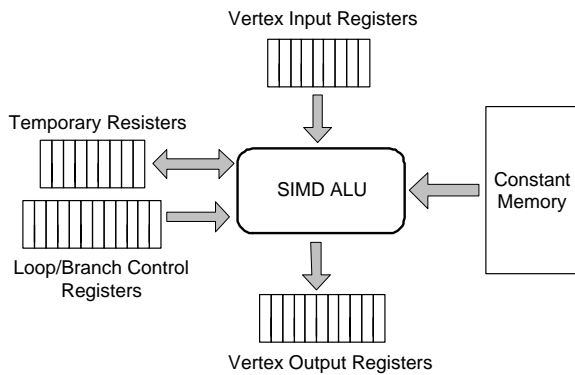 Vertex Input Registers
Temporary Resisters
SIMD ALU
Constant
Memory
Loop/Branch Control
Registers
Vertex Output Registers